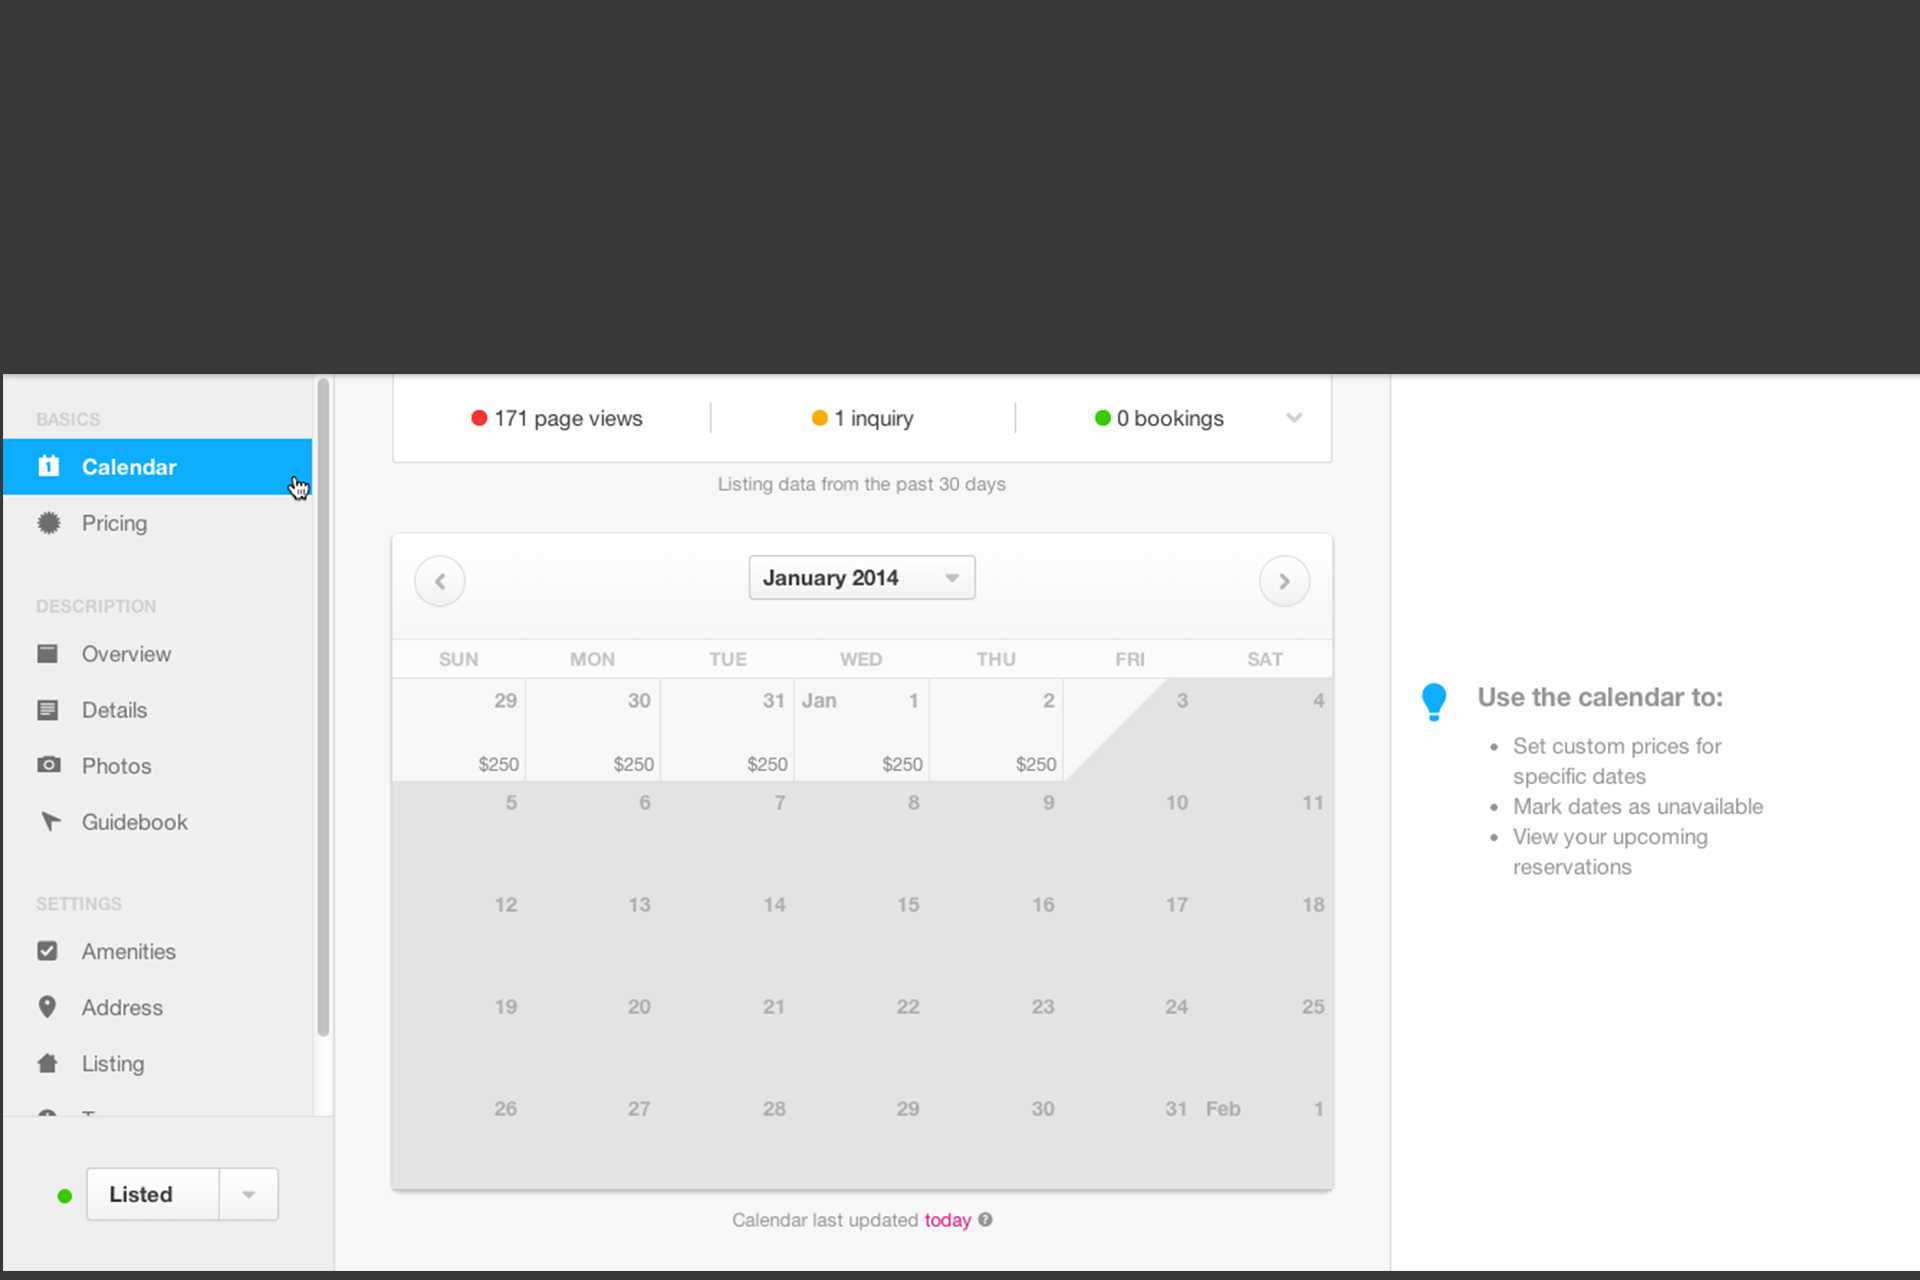 BASICS
Calendar
Pricing
DESCRIPTION
Overview
Details
Photos
Guidebook
SETTINGS
Amenities
Address
Listing
Listed
171 page views
1 inquiry
0 bookings
Listing data from the past 30 days
January 2014
SUN MON TUE WED THU FRI SAT
29 30 31 Jan 1 2 3 4
$250 $250 $250 $250 $250
5 6 7 8 9 10 11
12 13 14 15 16 17 18
19 20 21 22 23 24 25
26 27 28 29 30 31 Feb 1
Calendar last updated today ?
Use the calendar to:
• Set custom prices for
specific dates
• Mark dates as unavailable
• View your upcoming
reservations